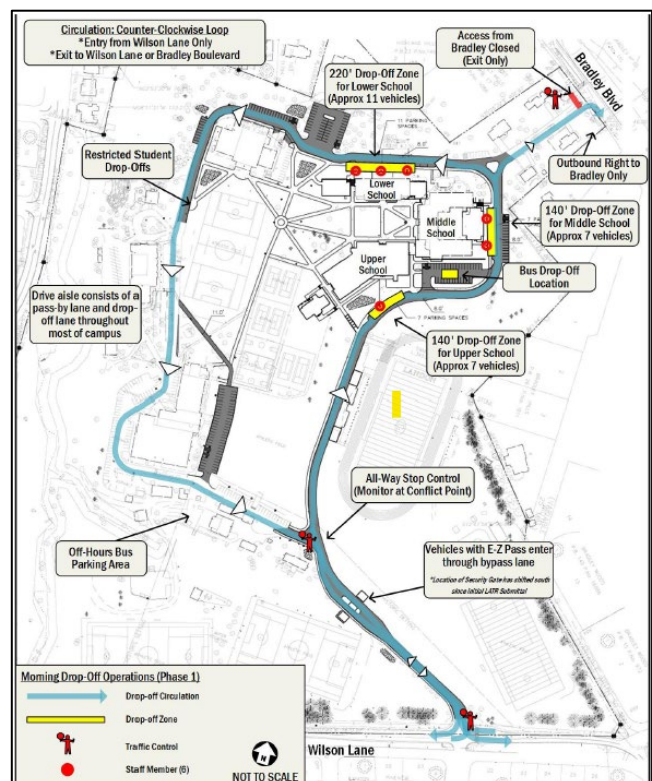 Circulation: Counter-Clockwise Loop
*Entry from Wilson Lane Only
*Exit to Wilson Lane or Bradley Boulevard
Access from
Bradley Closed
(Exit Only)
Bradley Blvd
220' Drop-Off Zone
for Lower School
(Approx 11 vehicles)
11 PARKING
SPACES
Restricted Student
Drop-Offs
Outbound Right to
Bradley Only
Lower
School
Middle
School
140' Drop-Off Zone
for Middle School
(Approx 7 vehicles)
Upper
School
Bus Drop-Off
Location
Drive aisle consists of a
pass-by lane and drop-
off lane throughout
most of campus
7 PARKING SPACES
140' Drop-Off Zone
for Upper School
(Approx 7 vehicles)
All-Way Stop Control
(Monitor at Conflict Point)
Off-Hours Bus
Parking Area
Vehicles with E-Z Pass enter
through bypass lane
*Location of Security Gate has shifted south
since initial LATR Submittal
Morning Drop-Off Operations (Phase 1)
Drop-off Circulation
Drop-off Zone
Traffic Control
Staff Member (6)
N
NOT TO SCALE
Wilson Lane